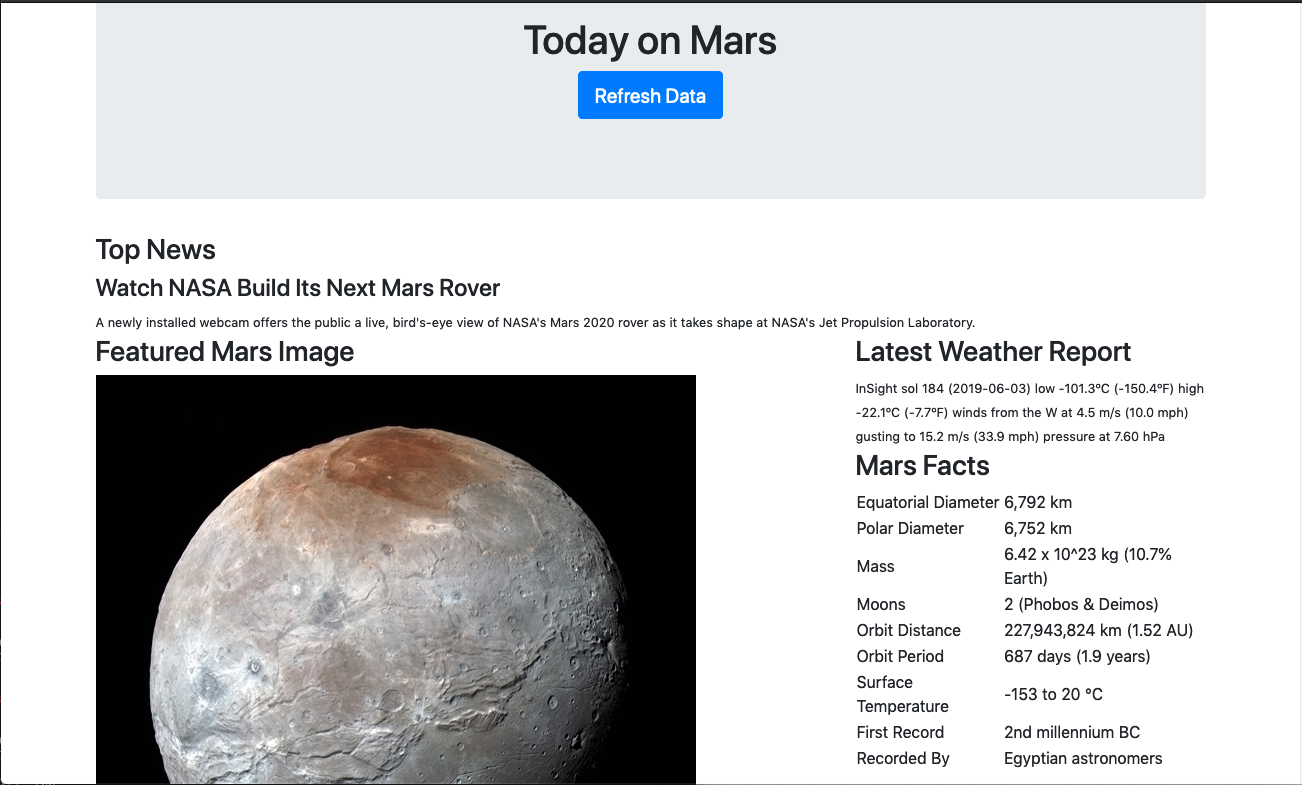 Today on Mars
Refresh Data
Top News
Watch NASA Build Its Next Mars Rover
A newly installed webcam offers the public a live, bird's-eye view of NASA's Mars 2020 rover as it takes shape at NASA's Jet Propulsion Laboratory.
Featured Mars Image
Latest Weather Report
InSight sol 184 (2019-06-03) low -101.3ºC (-150.4ºF) high
-22.1ºC (-7.7ºF) winds from the W at 4.5 m/s (10.0 mph)
gusting to 15.2 m/s (33.9 mph) pressure at 7.60 hPa
Mars Facts
Equatorial Diameter 6,792 km
Polar Diameter 6,752 km
Mass 6.42 x 10^23 kg (10.7%
Earth)
Moons 2 (Phobos & Deimos)
Orbit Distance 227,943,824 km (1.52 AU)
Orbit Period 687 days (1.9 years)
Surface
Temperature -153 to 20 °C
First Record 2nd millennium BC
Recorded By Egyptian astronomers